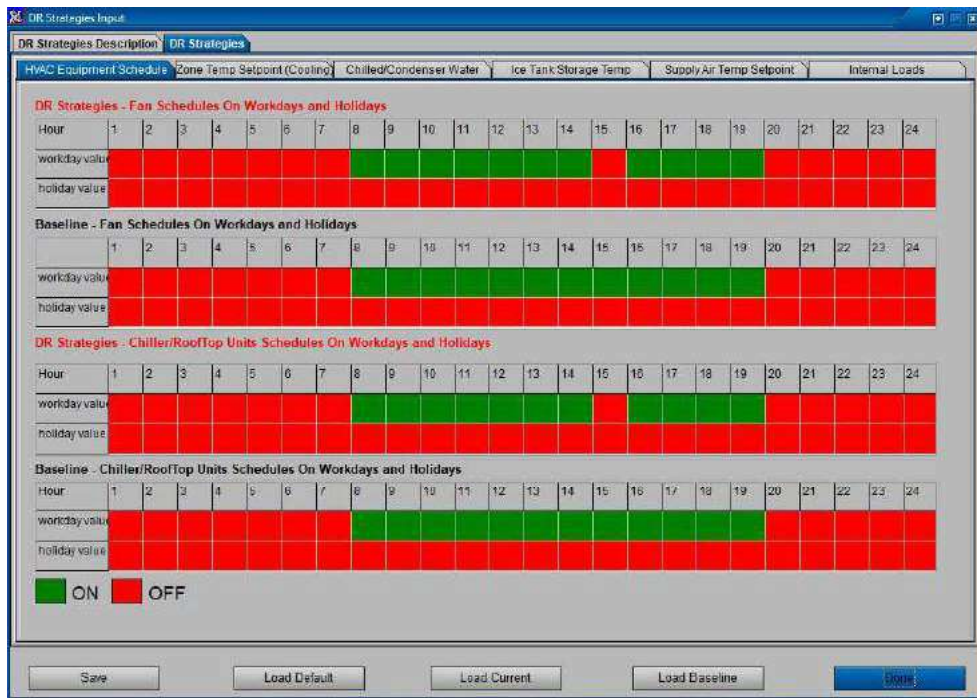 DR Strategies Input
DR Strategies Description DR Strategies
HVAC Equipment Schedule Zone Temp Setpoint (Cooling) Chilled/Condenser Water Ice Tank Storage Temp Supply Air Temp Setpoint Internal Loads
DR Strategies - Fan Schedules On Workdays and Holidays
Hour 1 2 3 4 5 6 7 8 9 10 11 12 13 14 15 16 17 18 19 20 21 22 23 24
workday value
holiday value
Baseline - Fan Schedules On Workdays and Holidays
1 2 3 4 5 6 7 8 9 10 11 12 13 14 15 16 17 18 19 20 21 22 23 24
workday value
holiday value
DR Strategies - Chiller/RoofTop Units Schedules On Workdays and Holidays
Hour 1 2 3 4 5 6 7 8 9 10 11 12 13 14 15 16 17 18 19 20 21 22 23 24
workday value
holiday value
Baseline - Chiller/RoofTop Units Schedules On Workdays and Holidays
Hour 1 2 3 4 5 6 7 8 9 10 11 12 13 14 15 16 17 18 19 20 21 22 23 24
workday value
holiday value
ON OFF
Save Load Default Load Current Load Baseline Done